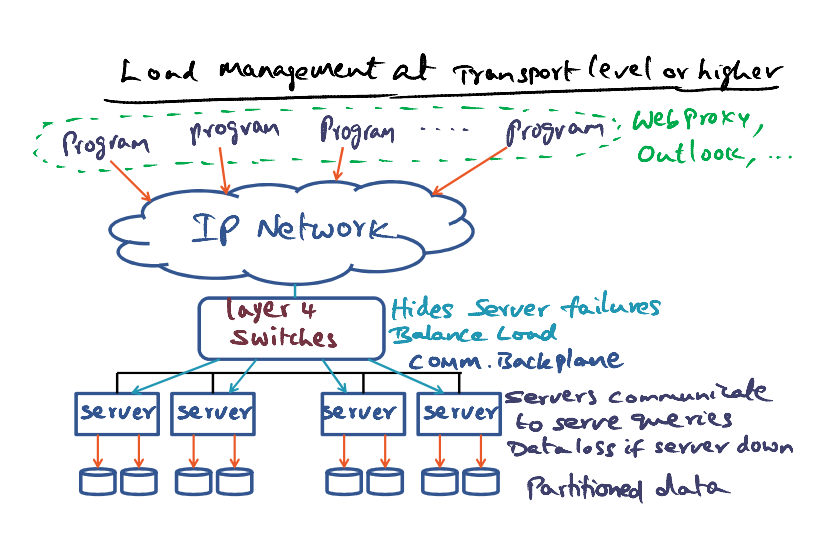 Load management at Transport level or higher
Program program Program .... Program
WebProxy,
Outlook, ...
IP Network
Layer 4
Switches
Hides Server failures
Balance Load
Comm. Backplane
server server server server
Servers communicate
to serve queries
Data loss if server down
Partitioned data